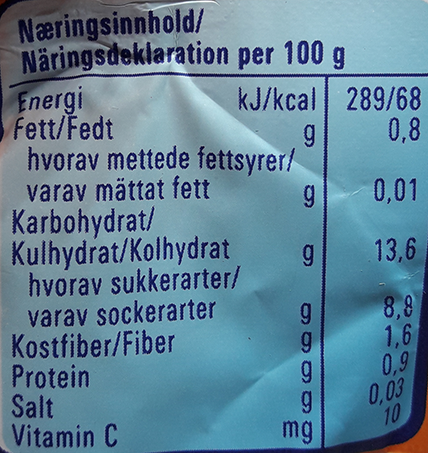 Næringsinnhold/
Näringsdeklaration per 100 g
Energi kJ/kcal 289/68
Fett/Fedt g 0,8
hvorav mettede fettsyrer/
varav mättat fett g 0,01
Karbohydrat/
Kulhydrat/Kolhydrat g 13,6
hvorav sukkerarter/
varav sockerarter g 8,8
Kostfiber/Fiber g 1,6
Protein g 0,9
Salt g 0,03
Vitamin C mg 10